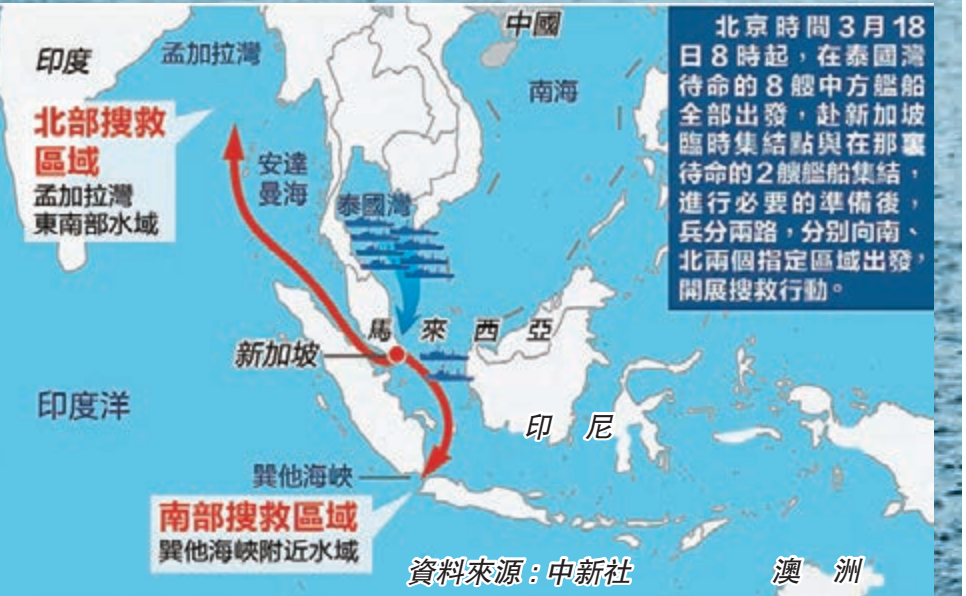 中國
印度
孟加拉灣
南海
北部搜救
區域
孟加拉灣
東南部水域
安達
曼海
泰國灣
北京時間3月18
日8時起，在泰國灣
待命的8艘中方艦船
全部出發，赴新加坡
臨時集結點與在那裏
待命的2艘艦船集結，
進行必要的準備後，
兵分兩路，分别向南、
北兩個指定區域出發，
開展搜救行動。
馬來西亞
新加坡
印度洋
印尼
巽他海峽
南部搜救區域
巽他海峽附近水域
資料來源：中新社
澳洲